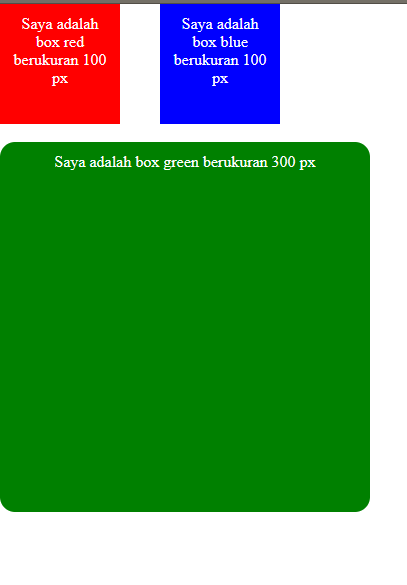 Saya adalah
box red
berukuran 100
px
Saya adalah
box blue
berukuran 100
px
Saya adalah box green berukuran 300 px